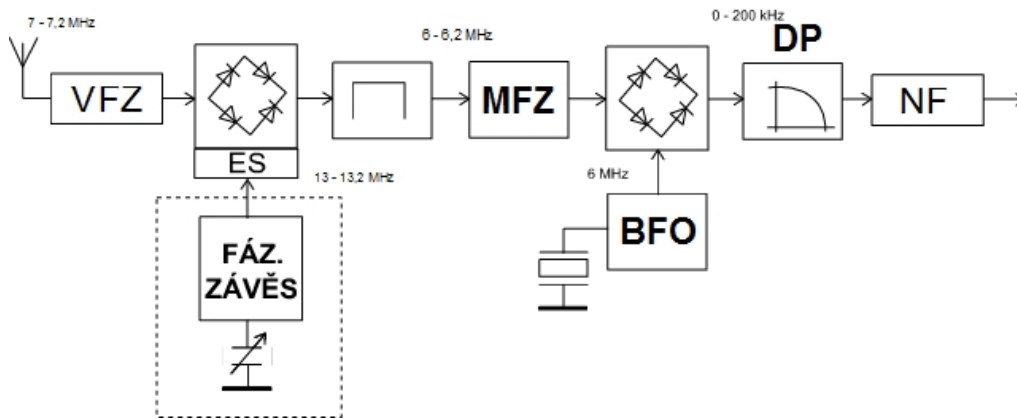 7 - 7,2 MHz
VFZ
ES
13 - 13,2 MHz
FÁZ.
ZÁVĚS
6 - 6,2 MHz
MFZ
6 MHz
BFO
0 - 200 kHz
DP
NF